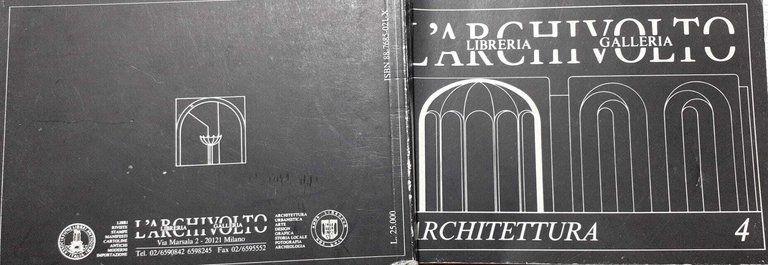 ISBN 88-7685-021-X
L. 25.000
LIBRI
RIVISTE
STAMPE
MANIFESTI
CARTOLINE
ANTICHI
MODERNI
IMPORTAZIONE
L'ARCHIVOLTO
LIBRERIA GALLERIA
Via Marsala 2 - 20121 Milano
Tel. 02/6590842 6598245 Fax 02/6595552
ARCHITETTURA
URBANISTICA
ARTE
DESIGN
GRAFICA
STORIA LOCALE
FOTOGRAFIA
ARCHEOLOGIA
L'ARCHIVOLTO
LIBRERIA GALLERIA
ARCHITETTURA 4